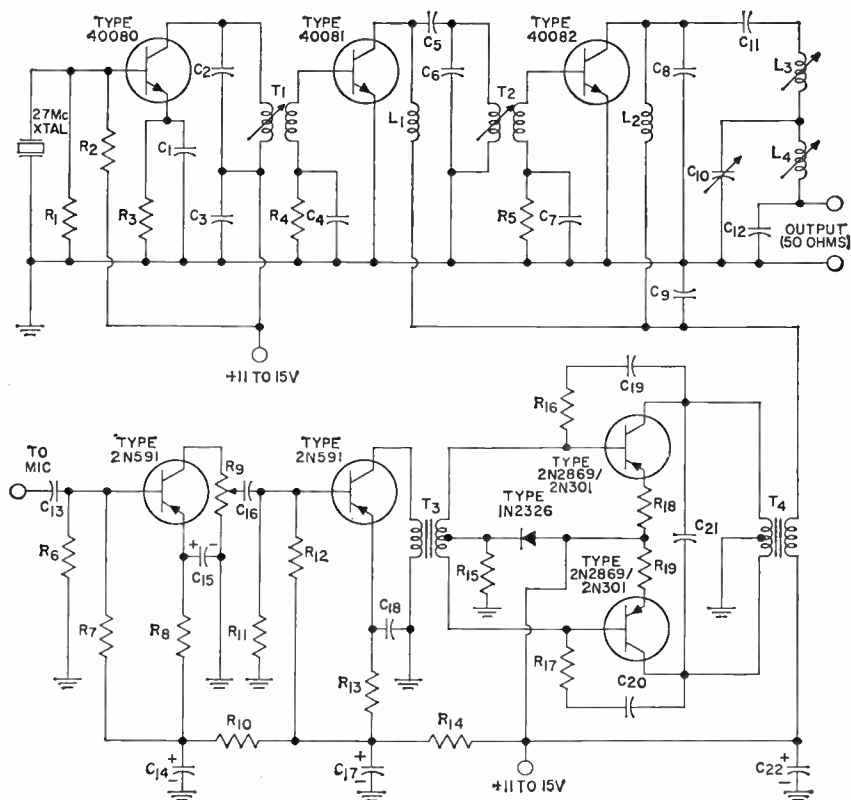 TYPE 40080
TYPE 40081
TYPE 40082
C5
C11
C2
C6
C8
L3
T1
T2
27Mc XTAL
R2
L1
L2
L4
C1
C10
R1
R3
C3
R4
C4
R5
C7
C12
OUTPUT (50 OHMS)
C9
+11 TO 15V
C19
R16
TO MIC
TYPE 2N591
R9
TYPE 2N591
TYPE 2N2869/ 2N301
C13
C16
T3
TYPE 1N2326
R18
T4
C21
R6
C15
R12
R15
TYPE 2N2869/ 2N301
R19
R7
R8
R11
C18
R17
R13
C20
R10
R14
C14
+
-
C17
+
-
+11 TO 15V
C22
+
-